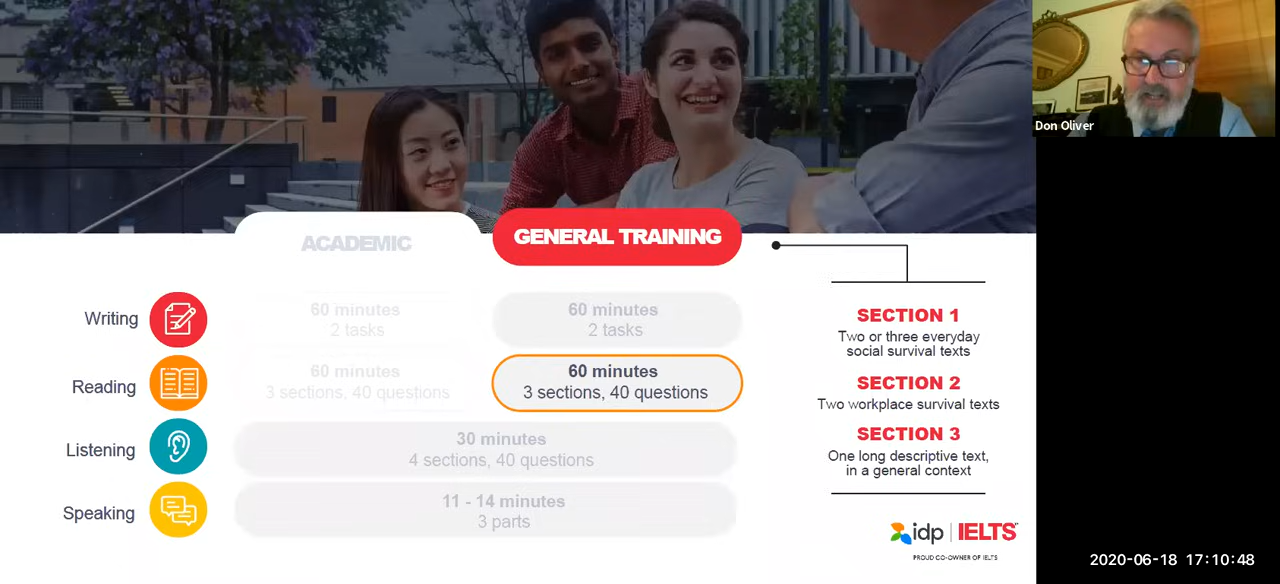 Don Oliver
ACADEMIC
GENERAL TRAINING
Writing
60 minutes
2 tasks
60 minutes
2 tasks
Reading
60 minutes
3 sections, 40 questions
60 minutes
3 sections, 40 questions
Listening
30 minutes
4 sections, 40 questions
Speaking
11 - 14 minutes
3 parts
SECTION 1
Two or three everyday
social survival texts
SECTION 2
Two workplace survival texts
SECTION 3
One long descriptive text,
in a general context
idp | IELTS™
PROUD CO-OWNER OF IELTS
2020-06-18 17:10:48